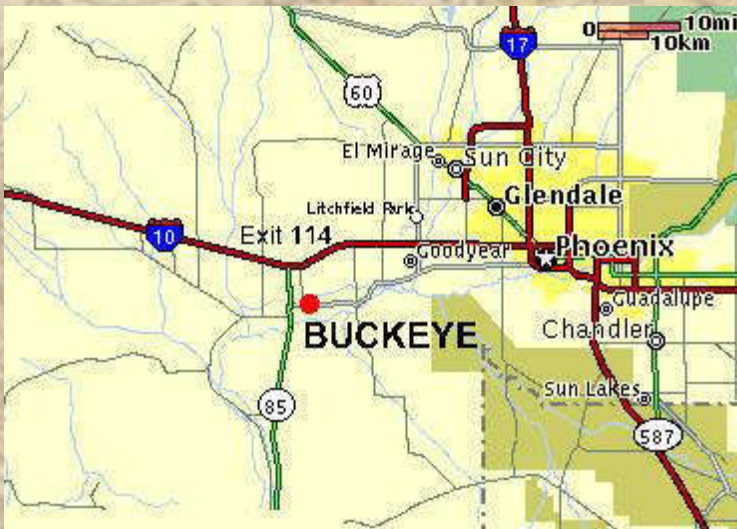 0 10mi
10km
17
60
El Mirage
Sun City
Glendale
Litchfield Park
10
Exit 114
Goodyear
Phoenix
Guadalupe
BUCKEYE
Chandler
Sun Lakes
85
587